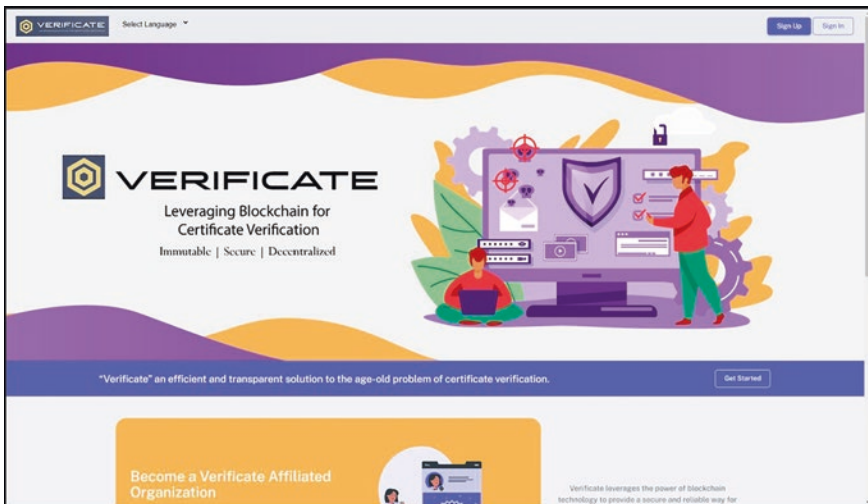 VERIFICATE
Select Language
Sign Up
Sign In
VERIFICATE
Leveraging Blockchain for
Certificate Verification
Immutable | Secure | Decentralized
“Verificate” an efficient and transparent solution to the age-old problem of certificate verification.
Get Started
Become a Verificate Affiliated
Organization
Verificate leverages the power of blockchain
technology to provide a secure and reliable way for